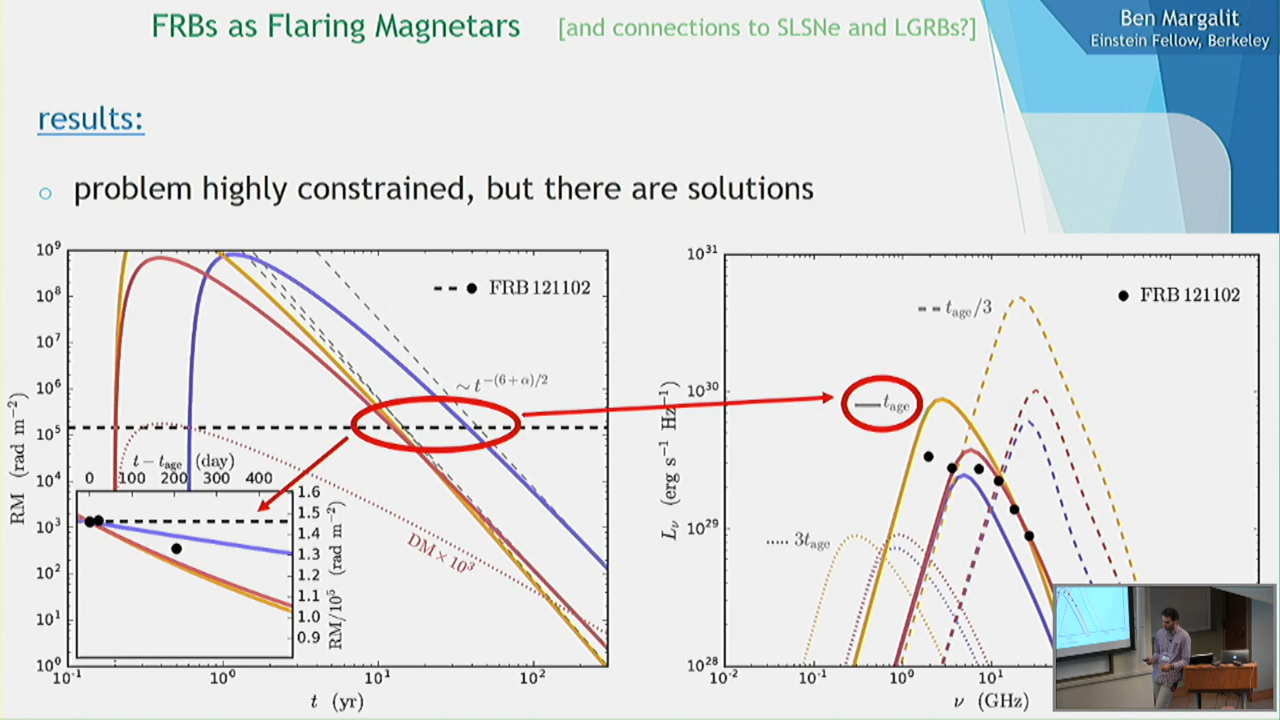 FRBs as Flaring Magnetars [and connections to SLSNe and LGRBs?]
Ben Margalit
Einstein Fellow, Berkeley
results:
problem highly constrained, but there are solutions
10⁹
10⁸
10⁷
10⁶
10⁵
10⁴
10³
10²
10¹
10⁰
RM (rad m⁻²)
FRB 121102
~ t^{-(6+α)/2}
DM × 10³
t − t_age (day)
0 100 200 300 400
1.6
1.5
1.4
1.3
1.2
1.1
1.0
0.9
RM/10⁵ (rad m⁻²)
10⁻¹ 10⁰ 10¹ 10²
t (yr)
10³¹
10³⁰
10²⁹
10²⁸
L_ν (erg s⁻¹ Hz⁻¹)
FRB 121102
t_age/3
t_age
3t_age
10⁻² 10⁻¹ 10⁰ 10¹
ν (GHz)